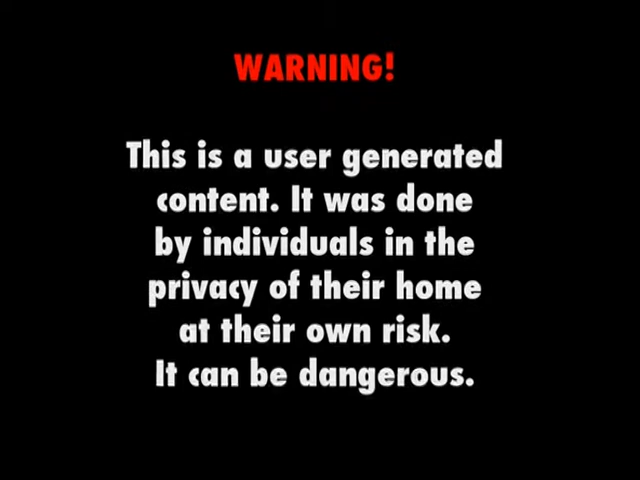 WARNING!
This is a user generated
content. It was done
by individuals in the
privacy of their home
at their own risk.
It can be dangerous.